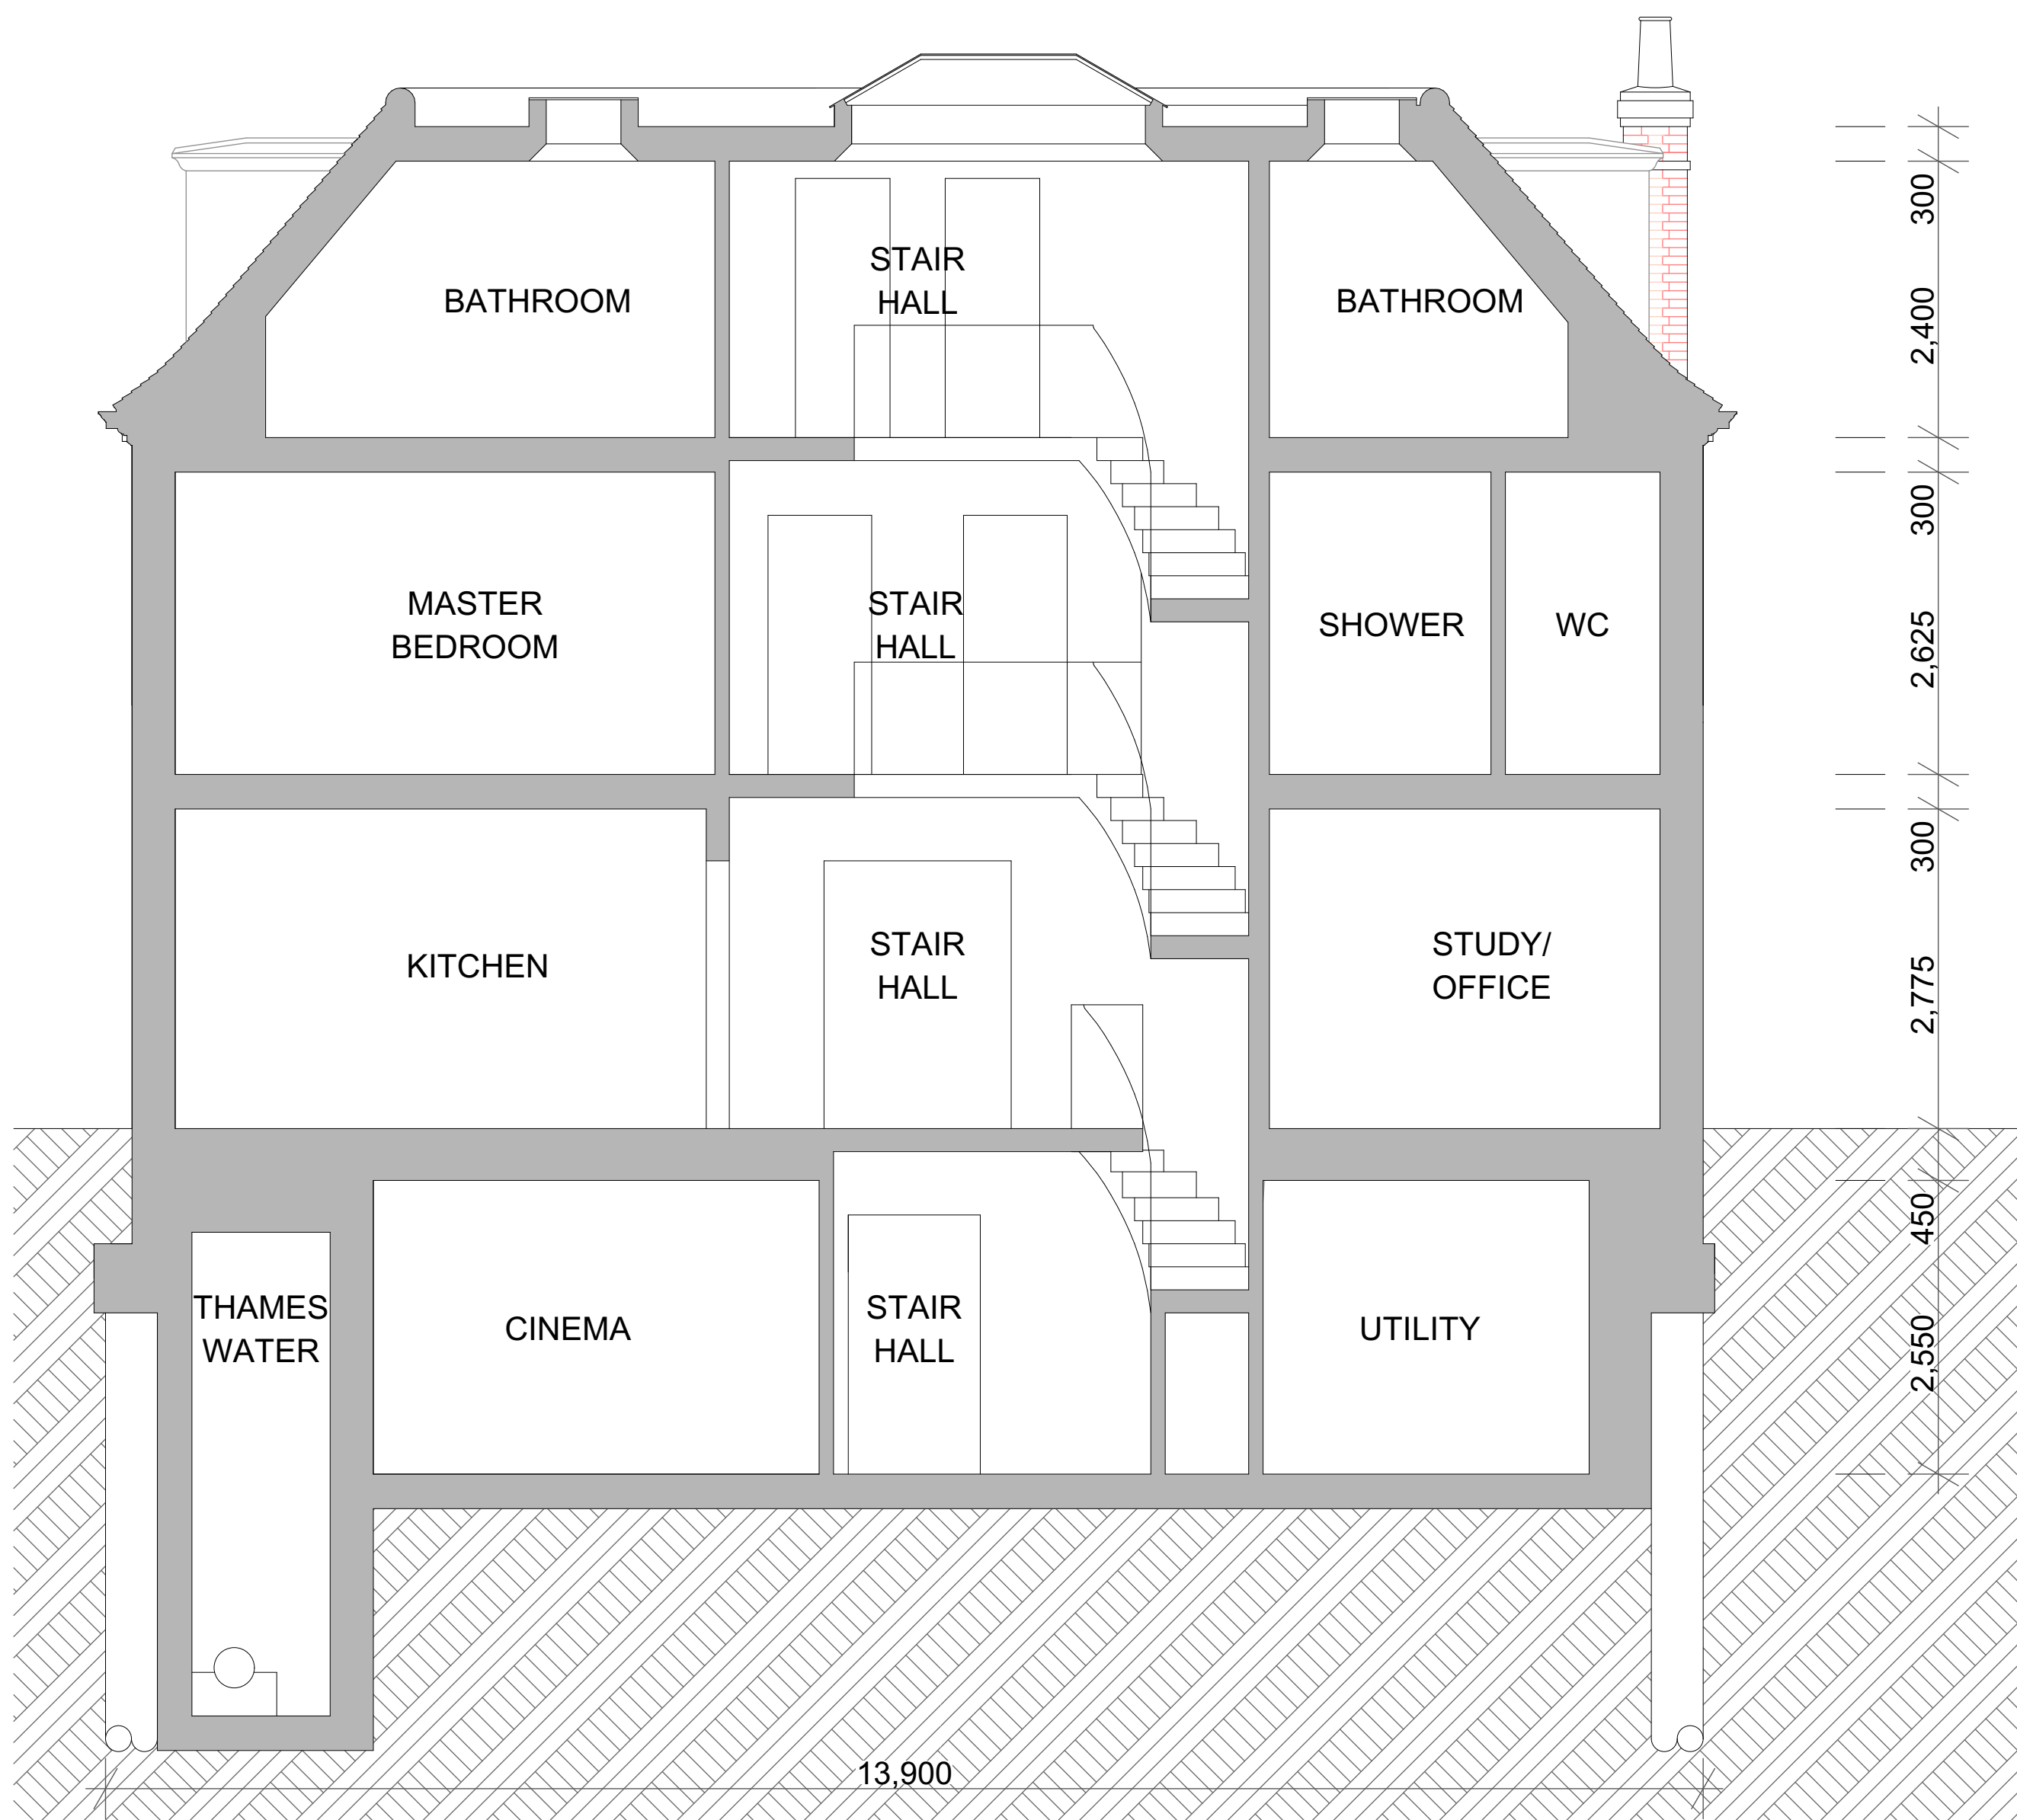 STAIR
HALL
BATHROOM
BATHROOM
300
2,400
MASTER
BEDROOM
STAIR
HALL
SHOWER
WC
300
2,625
KITCHEN
STAIR
HALL
STUDY/
OFFICE
300
2,775
THAMES
WATER
CINEMA
STAIR
HALL
UTILITY
450
2,550
13,900